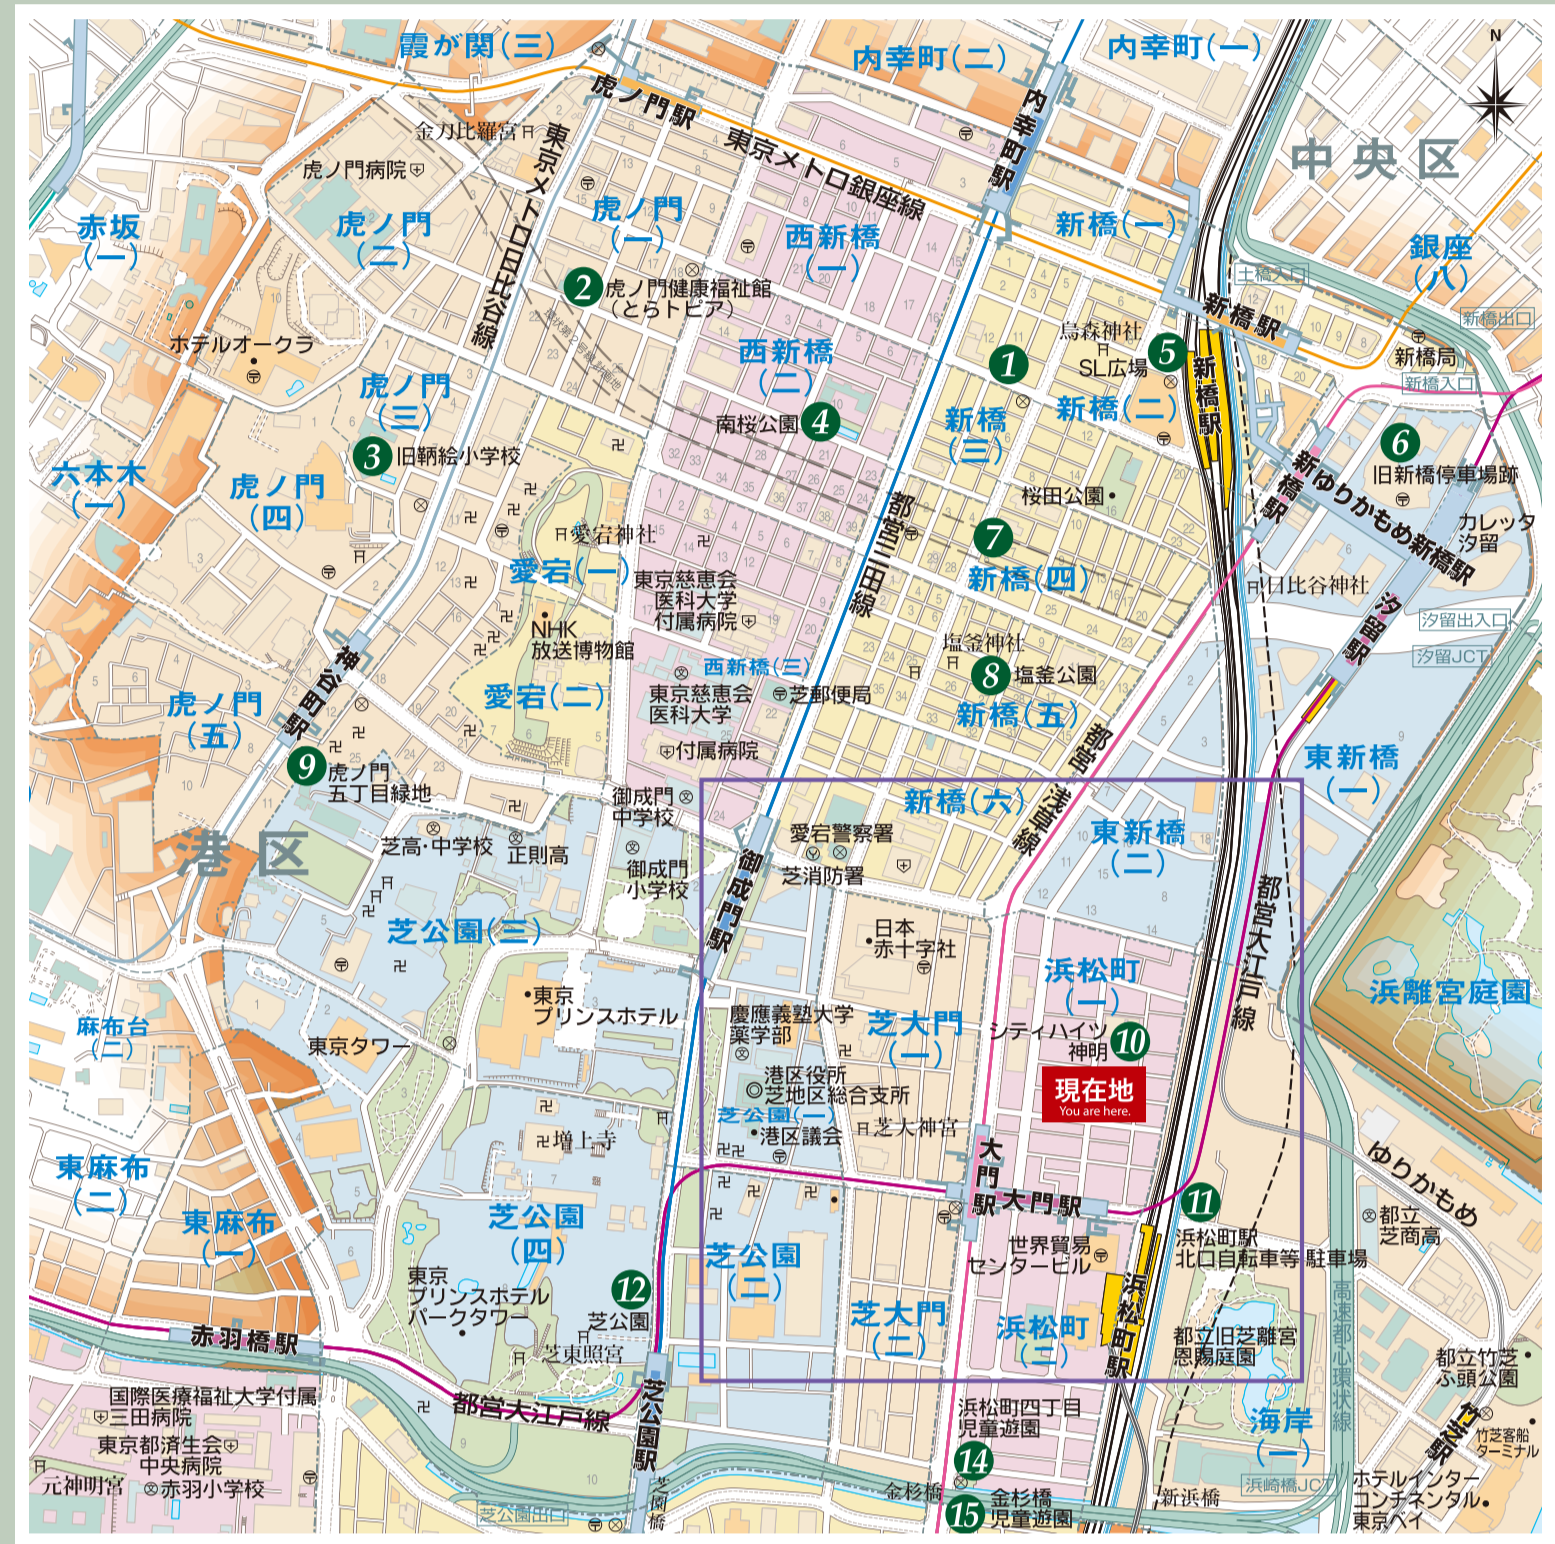 霞が関(三)
内幸町(二)
内幸町(一)
N
中央区
虎ノ門駅
内幸町駅
金刀比羅宮
虎ノ門病院
東京メトロ日比谷線
東京メトロ銀座線
赤坂
(一)
虎ノ門
(二)
虎ノ門
(一)
西新橋
(一)
新橋(一)
銀座
(八)
土橋入口
新橋出口
2
虎ノ門健康福祉館
(とらトピア)
新橋駅
烏森神社
5
SL広場
新橋駅
新橋局
新橋入口
ホテルオークラ
虎ノ門
(三)
西新橋
(二)
1
新橋
(三)
新橋(二)
南桜公園
4
3
旧鞆絵小学校
6
旧新橋停車場跡
六本木
(一)
虎ノ門
(四)
新橋駅
ゆりかもめ新橋駅
カレッタ
汐留
桜田公園
都営三田線
7
新橋(四)
愛宕神社
愛宕(一)
東京慈恵会
医科大学
付属病院
日比谷神社
汐留駅
汐留出入口
汐留JCT
NHK
放送博物館
神谷町駅
愛宕(二)
西新橋(三)
東京慈恵会
医科大学
芝郵便局
付属病院
塩釜神社
8
塩釜公園
新橋(五)
虎ノ門
(五)
9
虎ノ門
五丁目緑地
都営浅草線
東新橋
(一)
新橋(六)
御成門
中学校
港区
芝高・中学校
正則高
御成門
小学校
御成門駅
愛宕警察署
芝消防署
東新橋
(二)
都営大江戸線
芝公園(三)
日本
赤十字社
浜松町
(一)
浜離宮庭園
東京
プリンスホテル
麻布台
(二)
東京タワー
慶應義塾大学
薬学部
芝大門
(一)
シティハイツ
神明
10
現在地
You are here.
港区役所
芝地区総合支所
芝公園(一)
港区議会
芝大神宮
増上寺
東麻布
(二)
東麻布
(一)
芝公園
(四)
大門駅
大門駅
11
浜松町駅
北口自転車等駐車場
ゆりかもめ
都立
芝商高
世界貿易
センタービル
浜松町駅
芝公園
(二)
東京
プリンスホテル
パークタワー
12
芝公園
芝東照宮
芝大門
(二)
浜松町
(二)
都立旧芝離宮
恩賜庭園
高速都心環状線
都立竹芝
ふ頭公園
赤羽橋駅
都営大江戸線
芝公園駅
国際医療福祉大学付属
三田病院
東京都済生会
中央病院
赤羽小学校
元神明宮
芝公園出口
芝園橋
浜松町四丁目
児童遊園
14
金杉橋
15
金杉橋
児童遊園
新浜橋
海岸
(一)
浜崎橋JCT
竹芝駅
竹芝客船
ターミナル
ホテルインター
コンチネンタル
東京ベイ